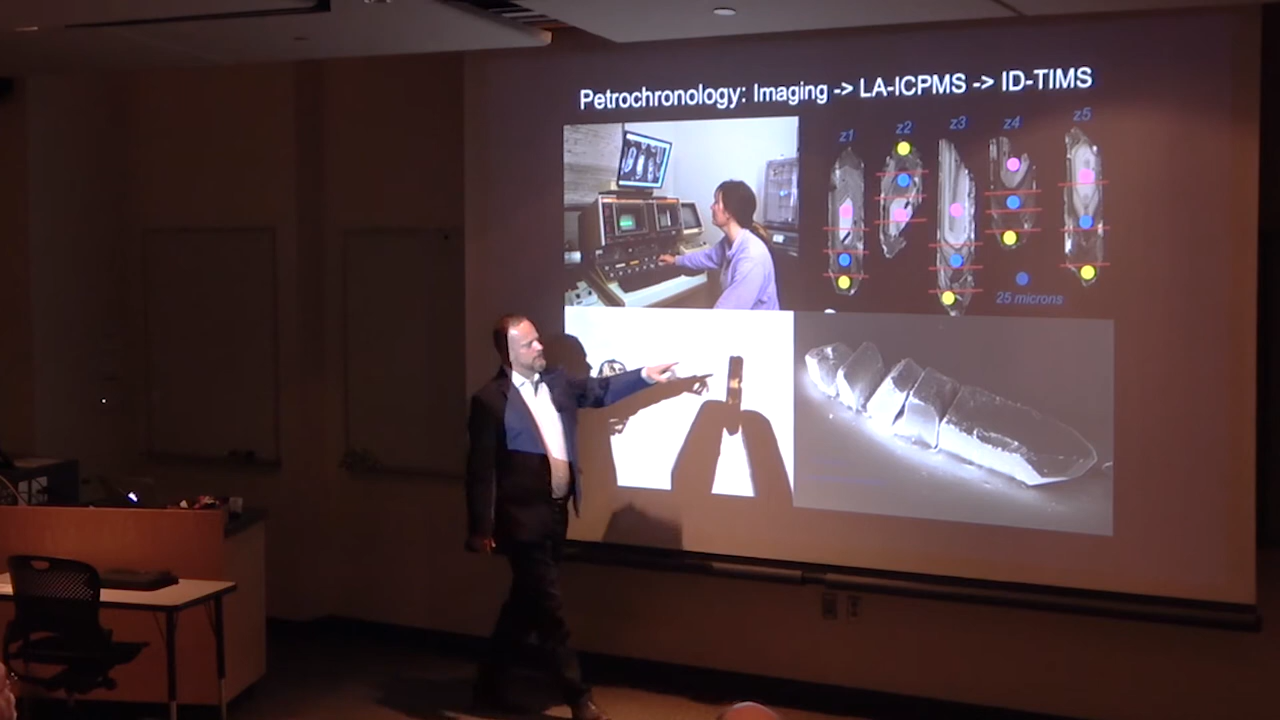 Petrochronology: Imaging -> LA-ICPMS -> ID-TIMS
z1 z2 z3 z4 z5
25 microns